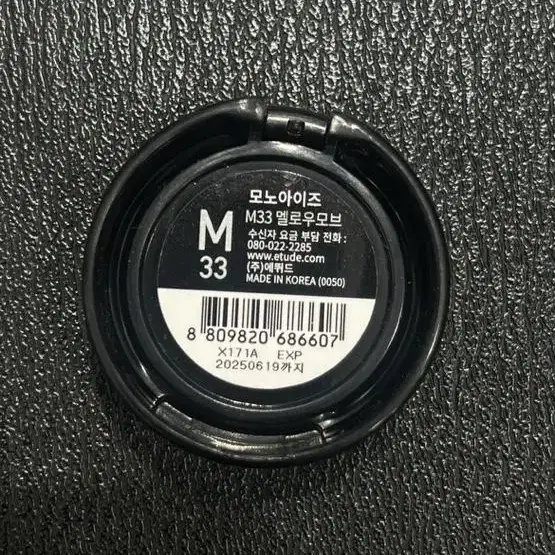 M
33
모노아이즈
M33 멜로우모브
수신자 요금 부담 전화 :
080-022-2285
www.etude.com
(주)에뛰드
MADE IN KOREA (0050)
8 809820 686607
X171A EXP
20250619까지